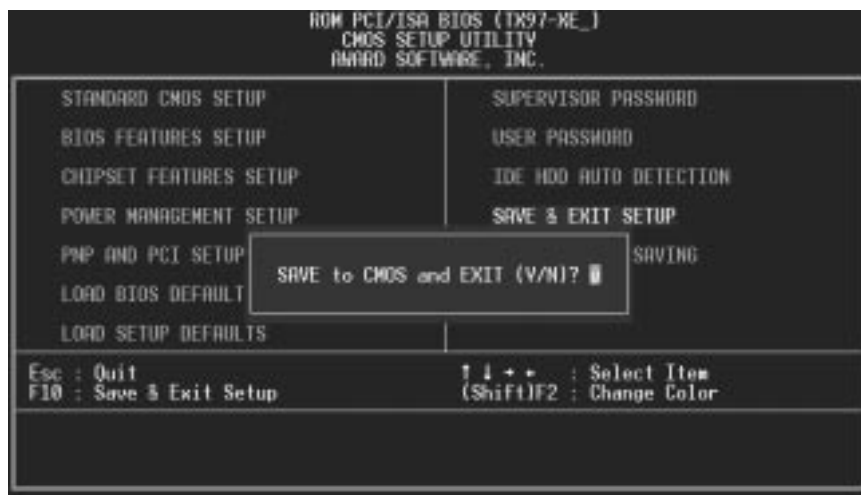 ROM PCI/ISA BIOS (TX97-XE_)
CMOS SETUP UTILITY
AWARD SOFTWARE, INC.
STANDARD CMOS SETUP
BIOS FEATURES SETUP
CHIPSET FEATURES SETUP
POWER MANAGEMENT SETUP
PNP AND PCI SETUP
LOAD BIOS DEFAULT
LOAD SETUP DEFAULTS
SUPERVISOR PASSWORD
USER PASSWORD
IDE HDD AUTO DETECTION
SAVE & EXIT SETUP
SAVING
SAVE to CMOS and EXIT (Y/N)?
Esc : Quit
F10 : Save & Exit Setup
↑ ↓ → ← : Select Item
(Shift)F2 : Change Color